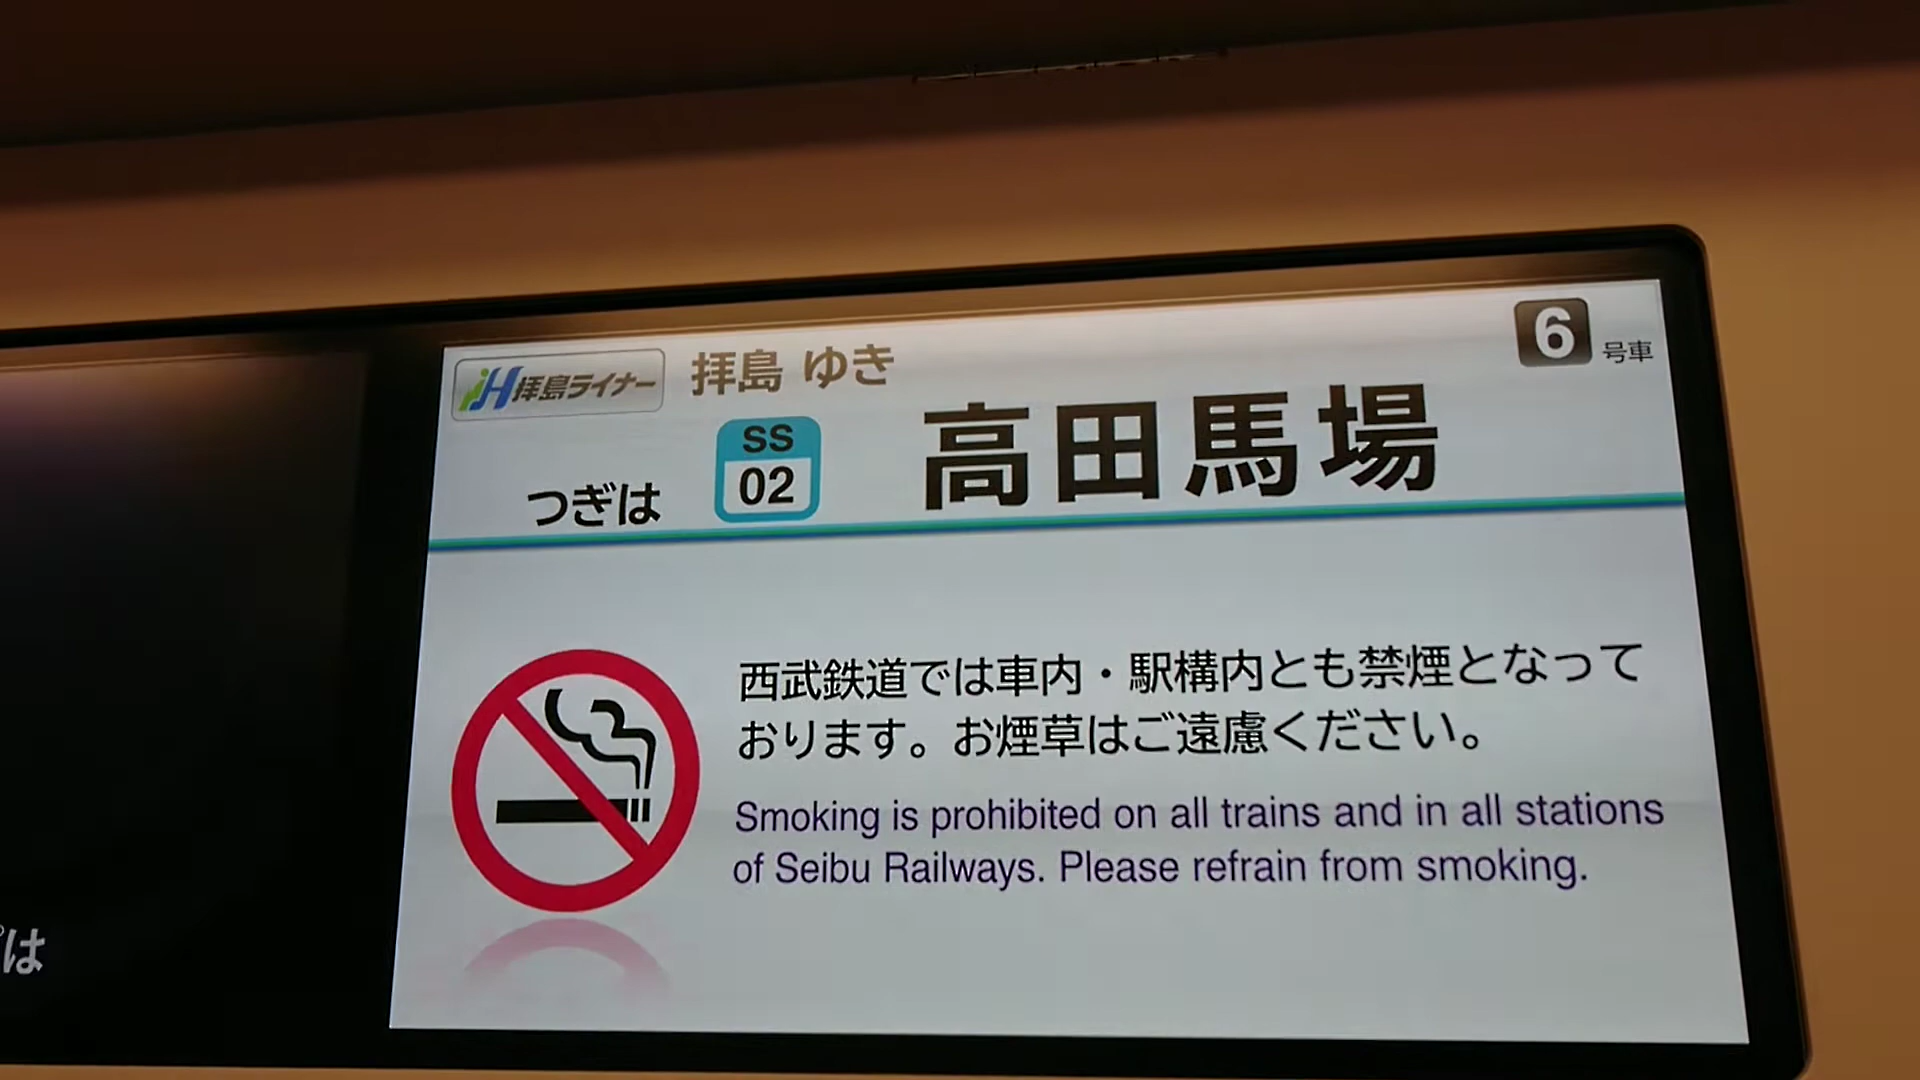 拝島ライナー 拝島 ゆき
6 号車
つぎは SS 02 高田馬場
西武鉄道では車内・駅構内とも禁煙となって
おります。お煙草はご遠慮ください。
Smoking is prohibited on all trains and in all stations
of Seibu Railways. Please refrain from smoking.
は